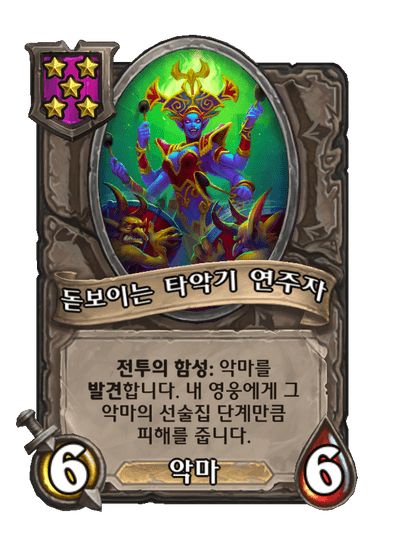 돋보이는 타악기 연주자
전투의 함성: 악마를
발견합니다. 내 영웅에게 그
악마의 선술집 단계만큼
피해를 줍니다.
6
악마
6